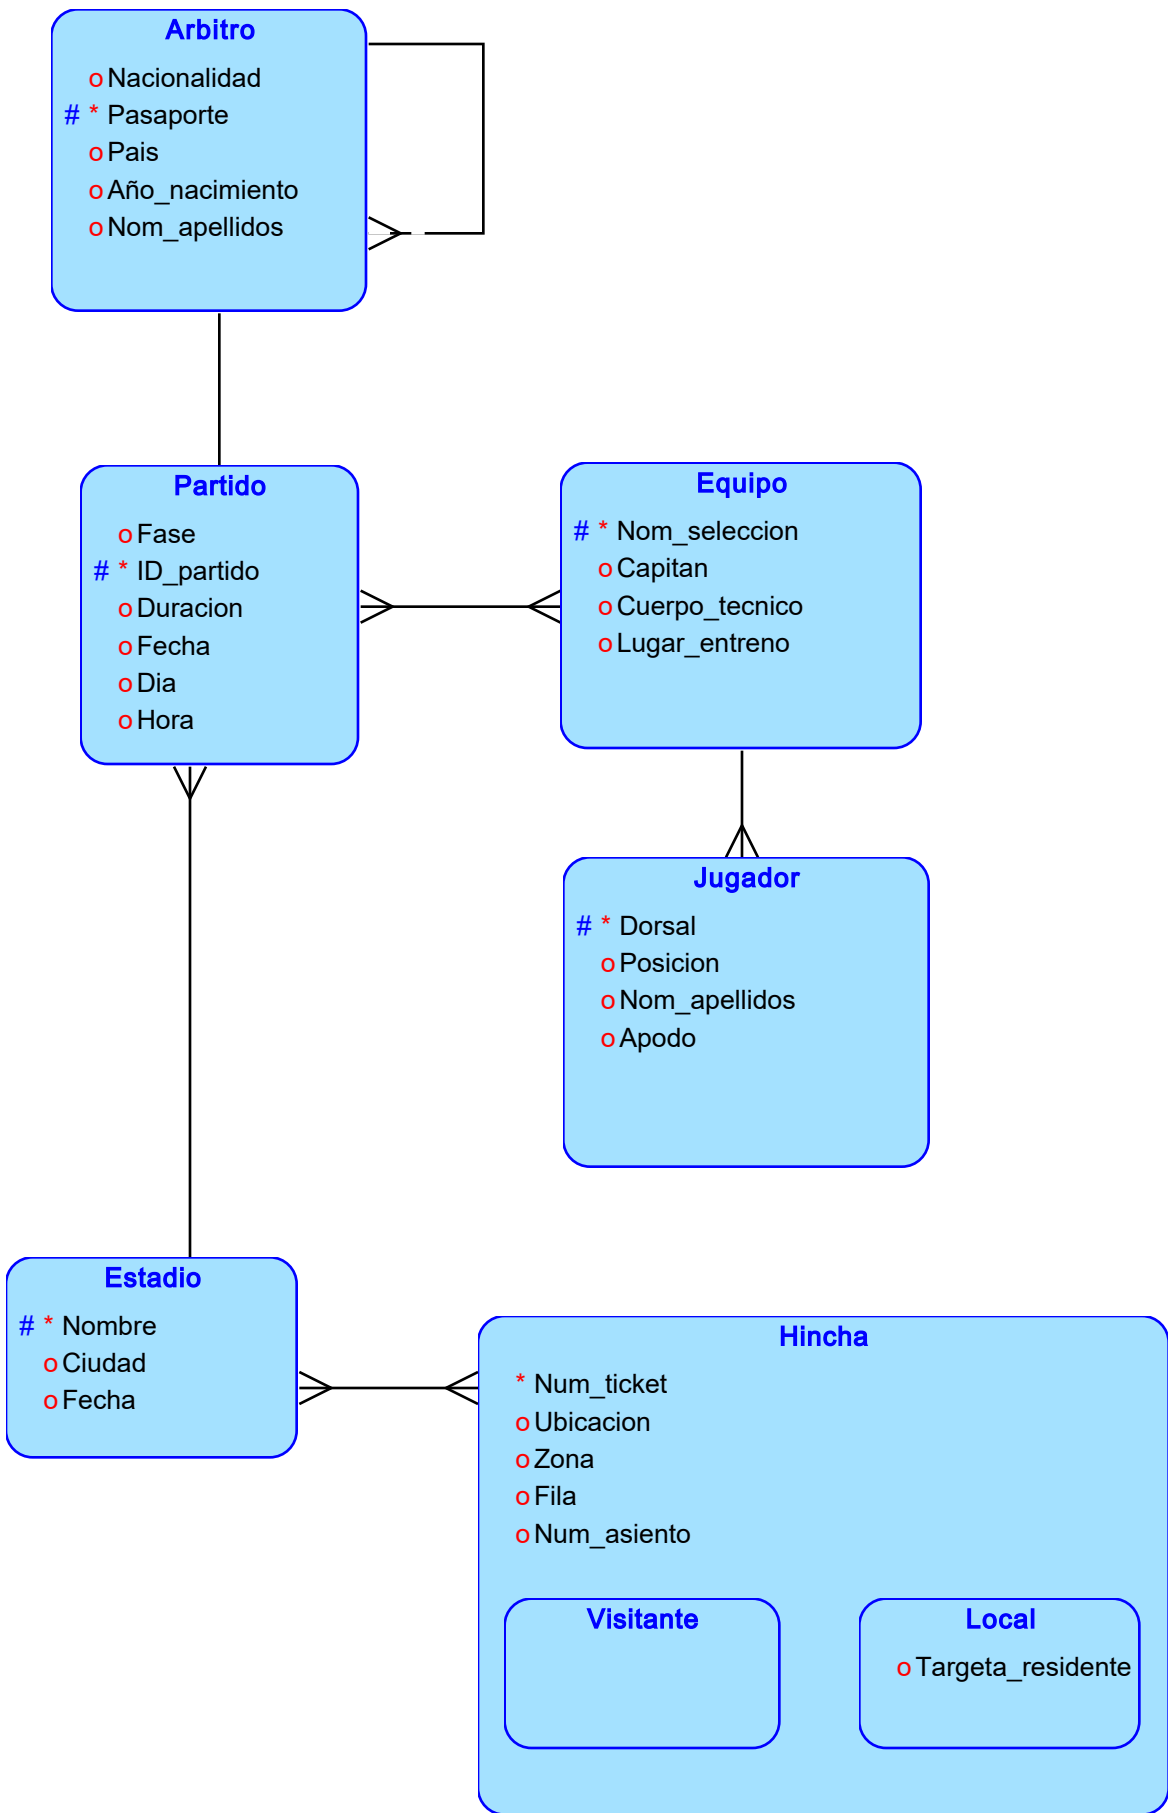 Arbitro
o Nacionalidad
# * Pasaporte
o Pais
o Año_nacimiento
o Nom_apellidos
Partido
o Fase
# * ID_partido
o Duracion
o Fecha
o Dia
o Hora
Equipo
# * Nom_seleccion
o Capitan
o Cuerpo_tecnico
o Lugar_entreno
Jugador
# * Dorsal
o Posicion
o Nom_apellidos
o Apodo
Estadio
# * Nombre
o Ciudad
o Fecha
Hincha
* Num_ticket
o Ubicacion
o Zona
o Fila
o Num_asiento
Visitante
Local
o Targeta_residente